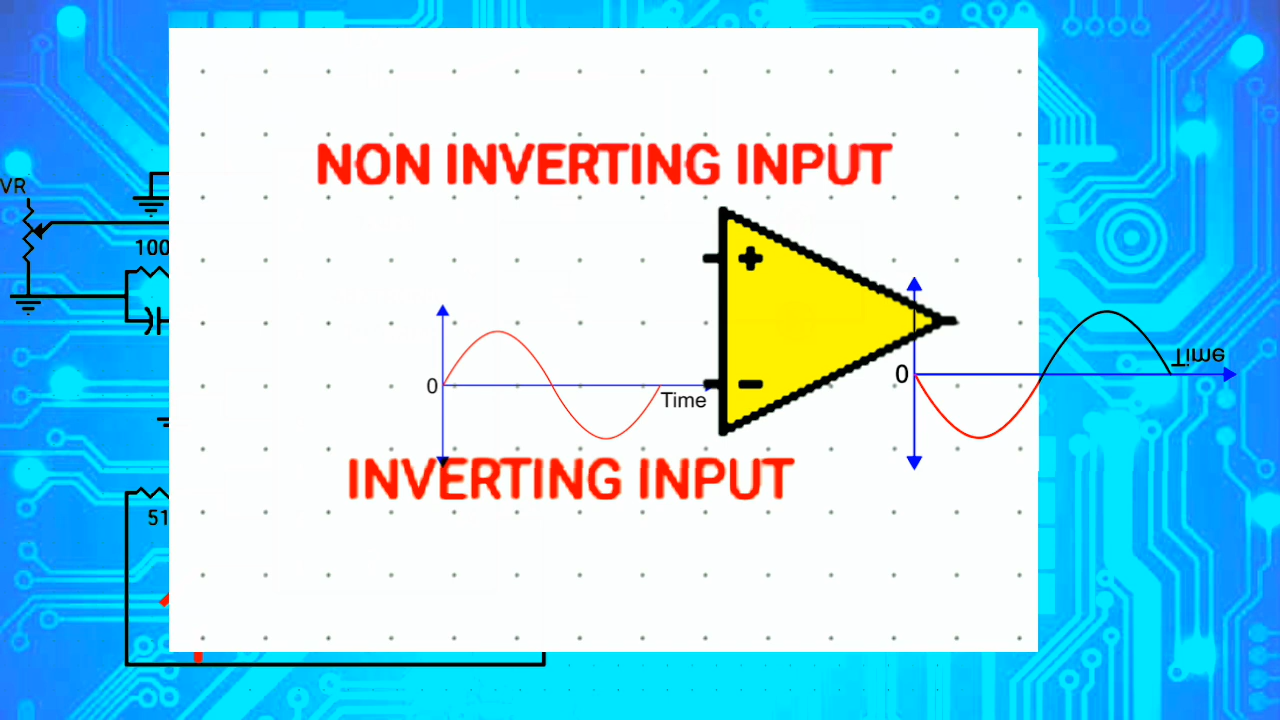 NON INVERTING INPUT
VR
100
+
0
Time
−
0
Time
INVERTING INPUT
51